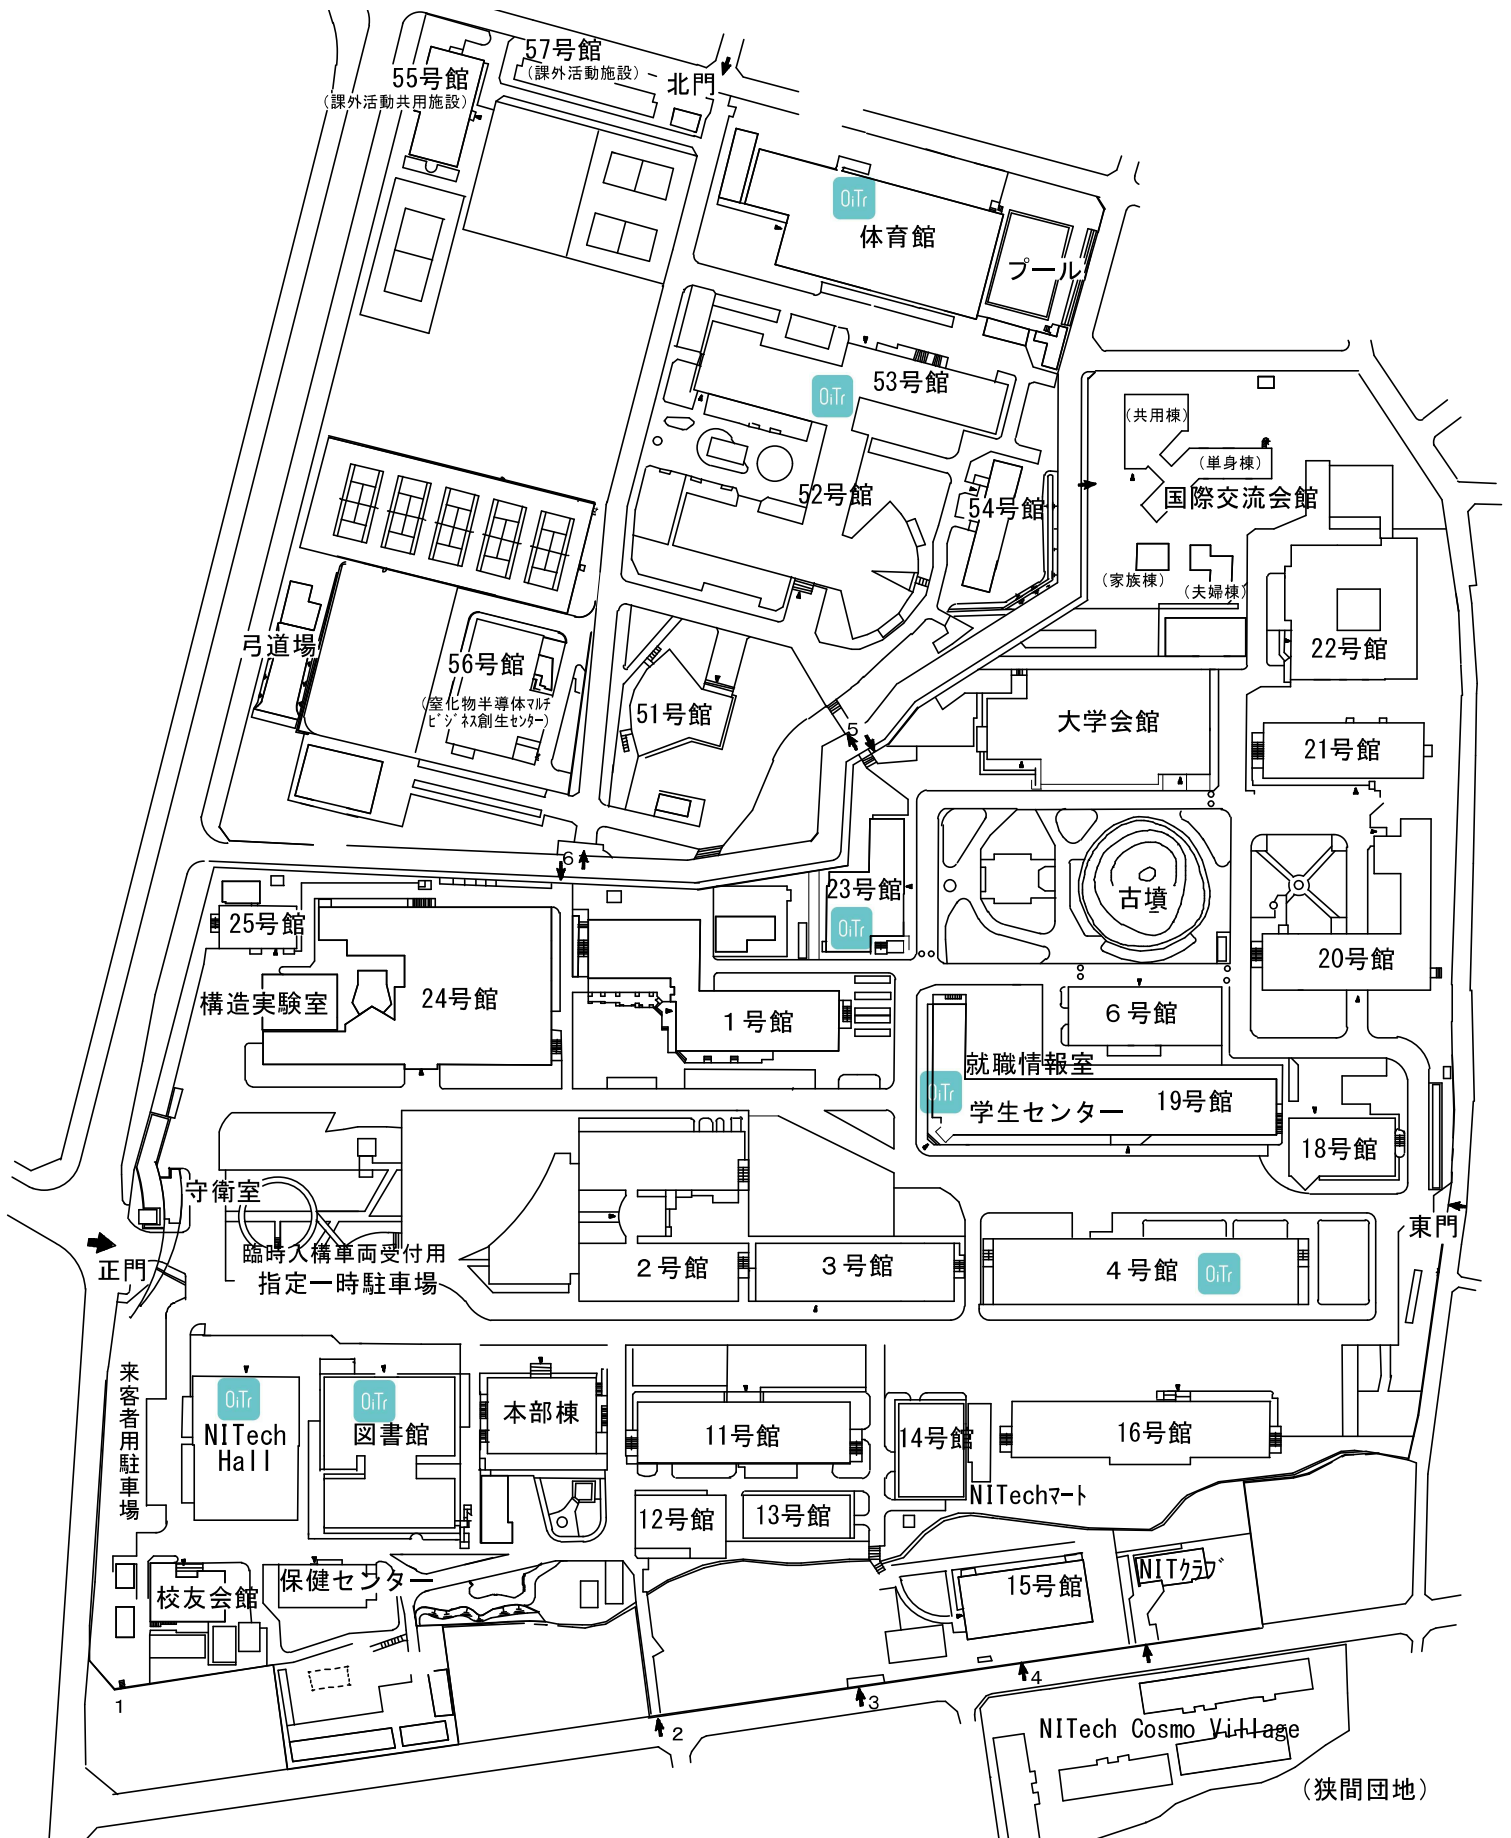 57号館
（課外活動施設）
55号館
（課外活動共用施設）
北門
OiTr
体育館
プール
53号館
OiTr
52号館
54号館
（共用棟）
（単身棟）
国際交流会館
（家族棟）
（夫婦棟）
22号館
弓道場
56号館
（窒化物半導体マルチ
ビジネス創生センター）
51号館
5
大学会館
21号館
6
23号館
OiTr
古墳
20号館
25号館
構造実験室
24号館
１号館
６号館
就職情報室
OiTr
学生センター
19号館
18号館
守衛室
正門
臨時入構車両受付用
指定一時駐車場
２号館
３号館
４号館
OiTr
東門
来客者用駐車場
OiTr
NITech
Hall
OiTr
図書館
本部棟
11号館
14号館
16号館
NITechマート
12号館
13号館
校友会館
保健センター
15号館
NITクラブ
1
2
3
4
NITech Cosmo Village
（狭間団地）